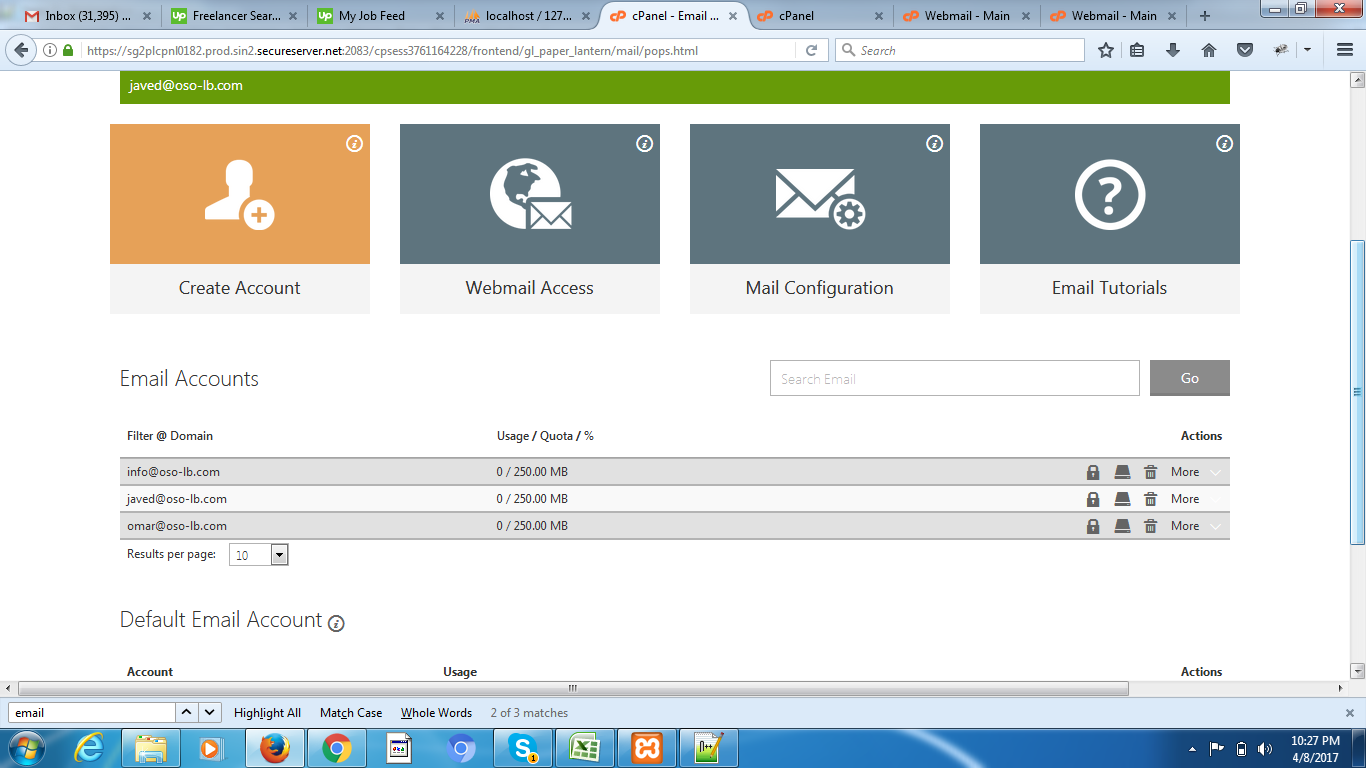 Inbox (31,395) ...
Freelancer Sear...
My Job Feed
localhost / 127...
cPanel - Email ...
cPanel
Webmail - Main
Webmail - Main
https://sg2plcpnl0182.prod.sin2.secureserver.net:2083/cpsess3761164228/frontend/gl_paper_lantern/mail/pops.html
Search
javed@oso-lb.com
Create Account
Webmail Access
Mail Configuration
Email Tutorials
Email Accounts
Search Email
Go
Filter @ Domain Usage / Quota / % Actions
info@oso-lb.com 0 / 250.00 MB More
javed@oso-lb.com 0 / 250.00 MB More
omar@oso-lb.com 0 / 250.00 MB More
Results per page: 10
Default Email Account
Account Usage Actions
email Highlight All Match Case Whole Words 2 of 3 matches
10:27 PM
4/8/2017